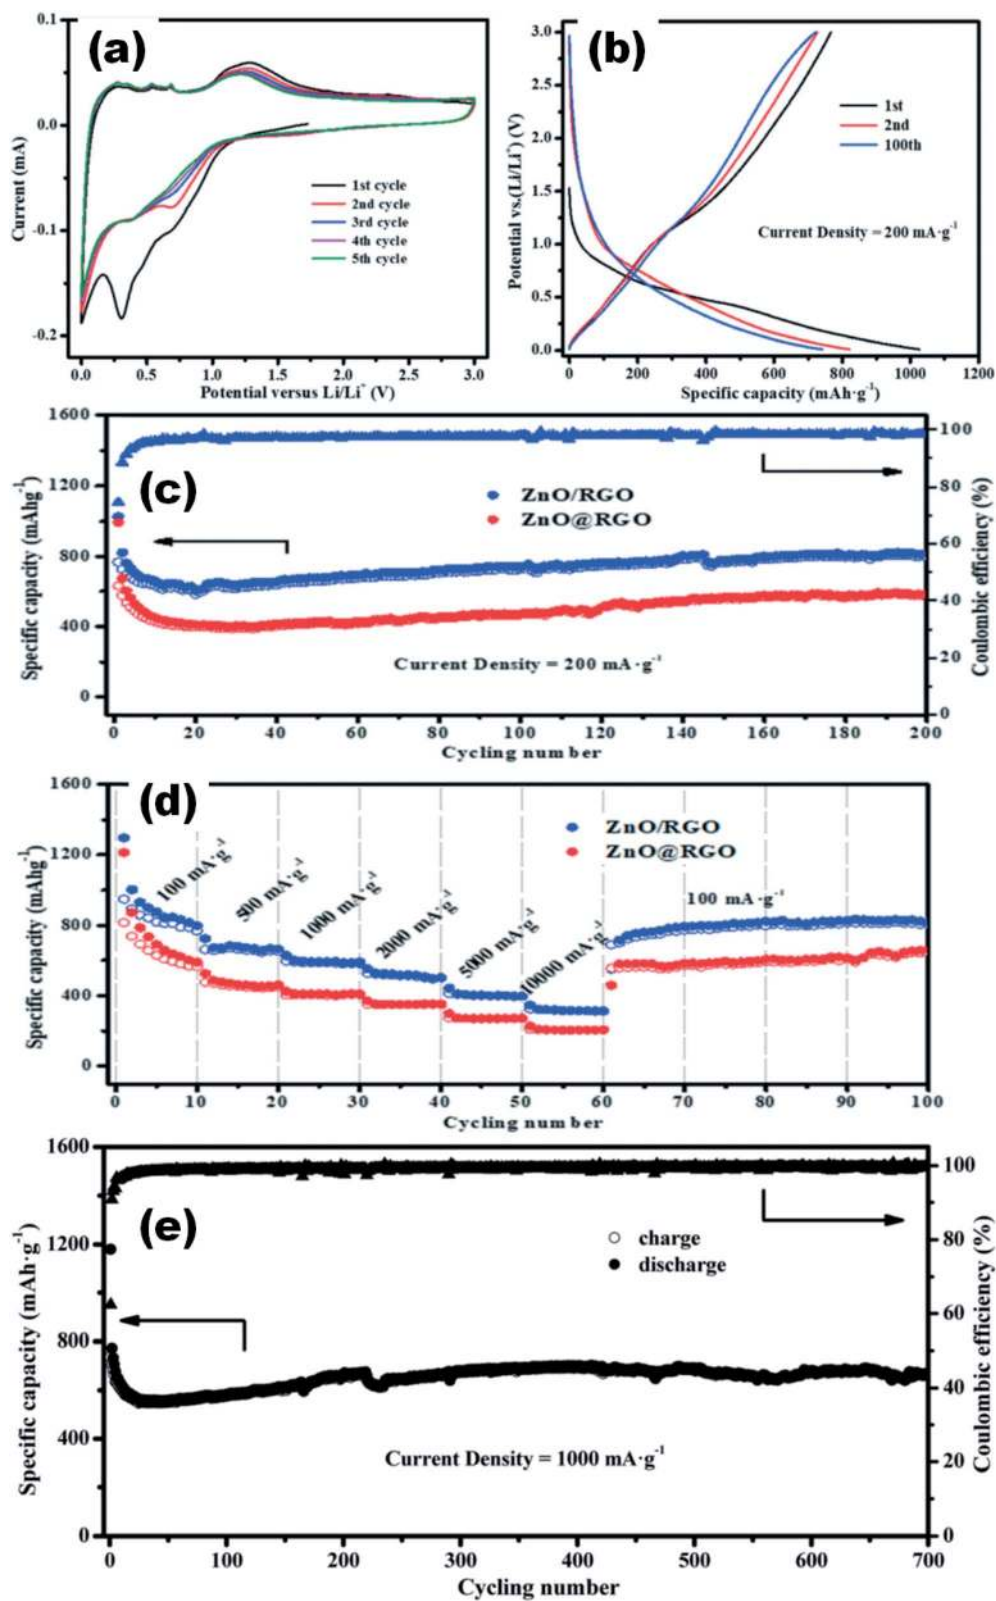 (a)
0.1
0.0
-0.1
-0.2
Current (mA)
1st cycle
2nd cycle
3rd cycle
4th cycle
5th cycle
0.0 0.5 1.0 1.5 2.0 2.5 3.0
Potential versus Li/Li⁺ (V)
(b)
3.0
2.5
2.0
1.5
1.0
0.5
0.0
Potential vs.(Li/Li⁺) (V)
1st
2nd
100th
Current Density = 200 mA·g⁻¹
0 200 400 600 800 1000 1200
Specific capacity (mAh·g⁻¹)
(c)
1600
1200
800
400
0
Specific capacity (mAhg⁻¹)
ZnO/RGO
ZnO@RGO
Current Density = 200 mA·g⁻¹
100
80
60
40
20
0
Coulombic efficiency (%)
0 20 40 60 80 100 120 140 160 180 200
Cycling number
(d)
1600
1200
800
400
0
Specific capacity (mAhg⁻¹)
ZnO/RGO
ZnO@RGO
100 mA·g⁻¹
500 mA·g⁻¹
1000 mA·g⁻¹
2000 mA·g⁻¹
5000 mA·g⁻¹
10000 mA·g⁻¹
100 mA·g⁻¹
0 10 20 30 40 50 60 70 80 90 100
Cycling number
(e)
1600
1200
800
400
0
Specific capacity (mAh·g⁻¹)
charge
discharge
Current Density = 1000 mA·g⁻¹
100
80
60
40
20
0
Coulombic efficiency (%)
0 100 200 300 400 500 600 700
Cycling number